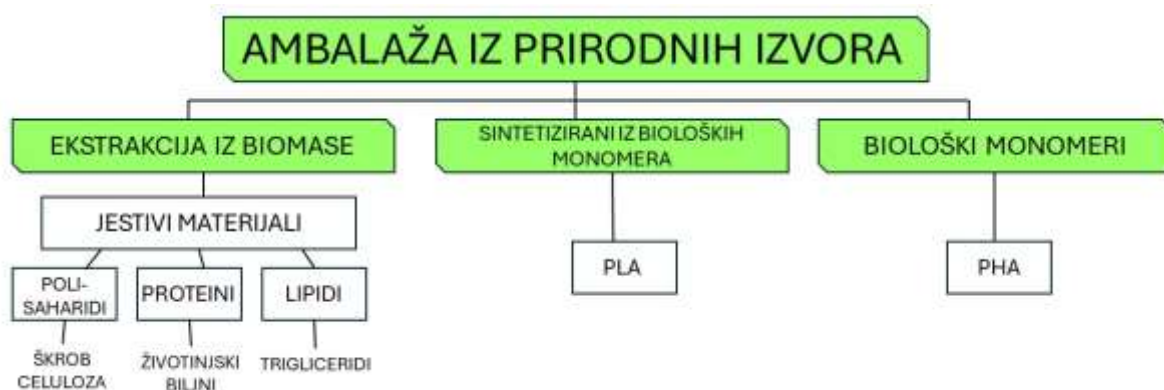 AMBALAŽA IZ PRIRODNIH IZVORA
EKSTRAKCIJA IZ BIOMASE
SINTETIZIRANI IZ BIOLOŠKIH
MONOMERA
BIOLOŠKI MONOMERI
JESTIVI MATERIJALI
PLA
PHA
POLI-
SAHARIDI
PROTEINI
LIPIDI
ŠKROB
CELULOZA
ŽIVOTINJSKI
BILJNI
TRIGLICERIDI